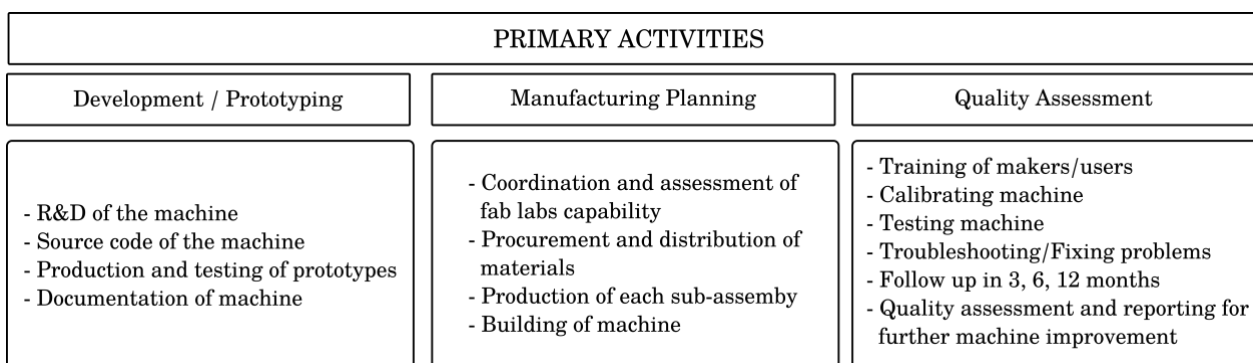 PRIMARY ACTIVITIES
Development / Prototyping
- R&D of the machine
- Source code of the machine
- Production and testing of prototypes
- Documentation of machine
Manufacturing Planning
- Coordination and assessment of
fab labs capability
- Procurement and distribution of
materials
- Production of each sub-assemby
- Building of machine
Quality Assessment
- Training of makers/users
- Calibrating machine
- Testing machine
- Troubleshooting/Fixing problems
- Follow up in 3, 6, 12 months
- Quality assessment and reporting for
further machine improvement